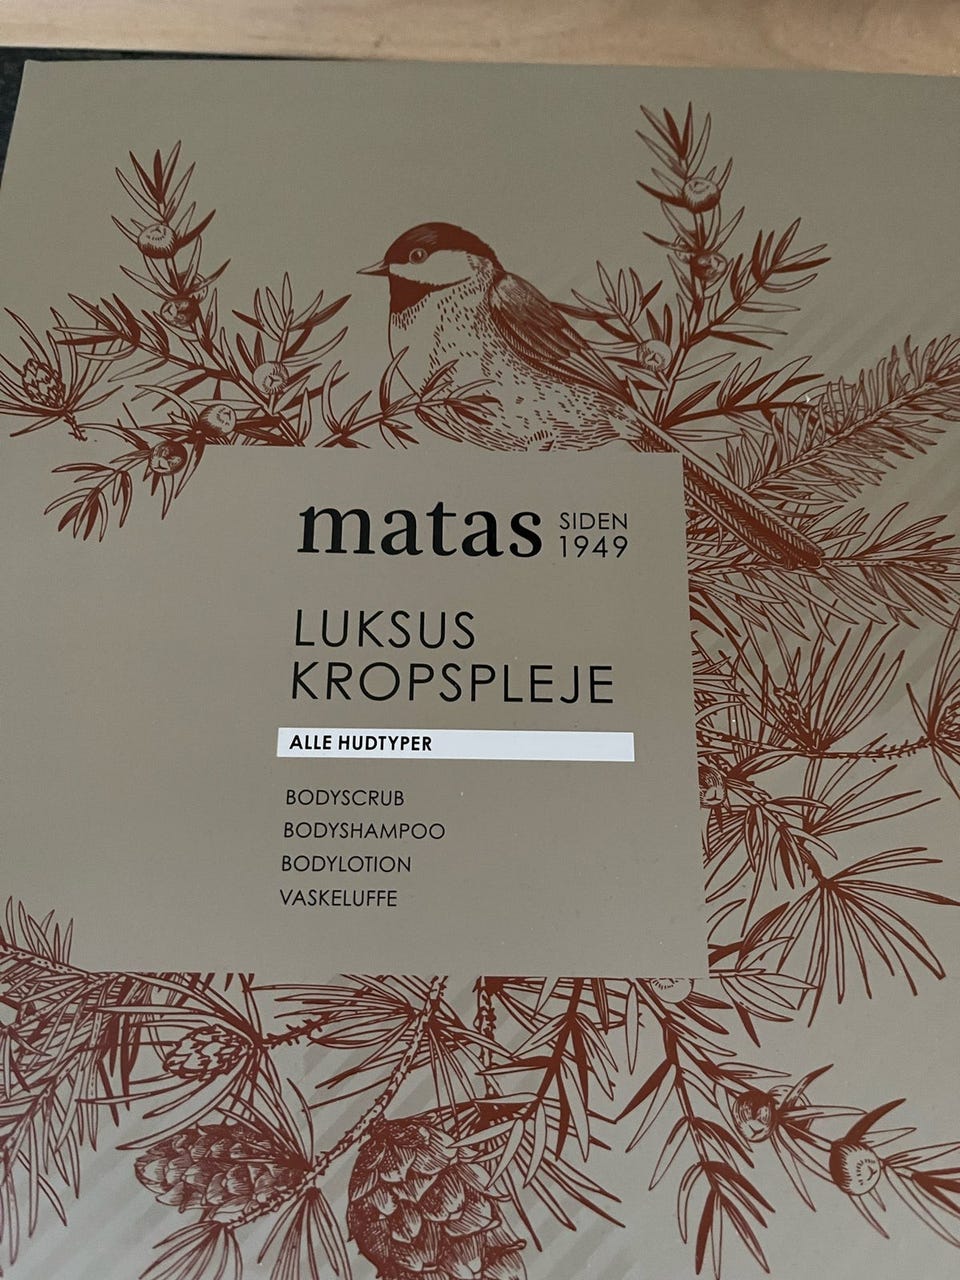 matas SIDEN 1949
LUKSUS
KROPSPLEJE
ALLE HUDTYPER
BODYSCRUB
BODYSHAMPOO
BODYLOTION
VASKELUFFE